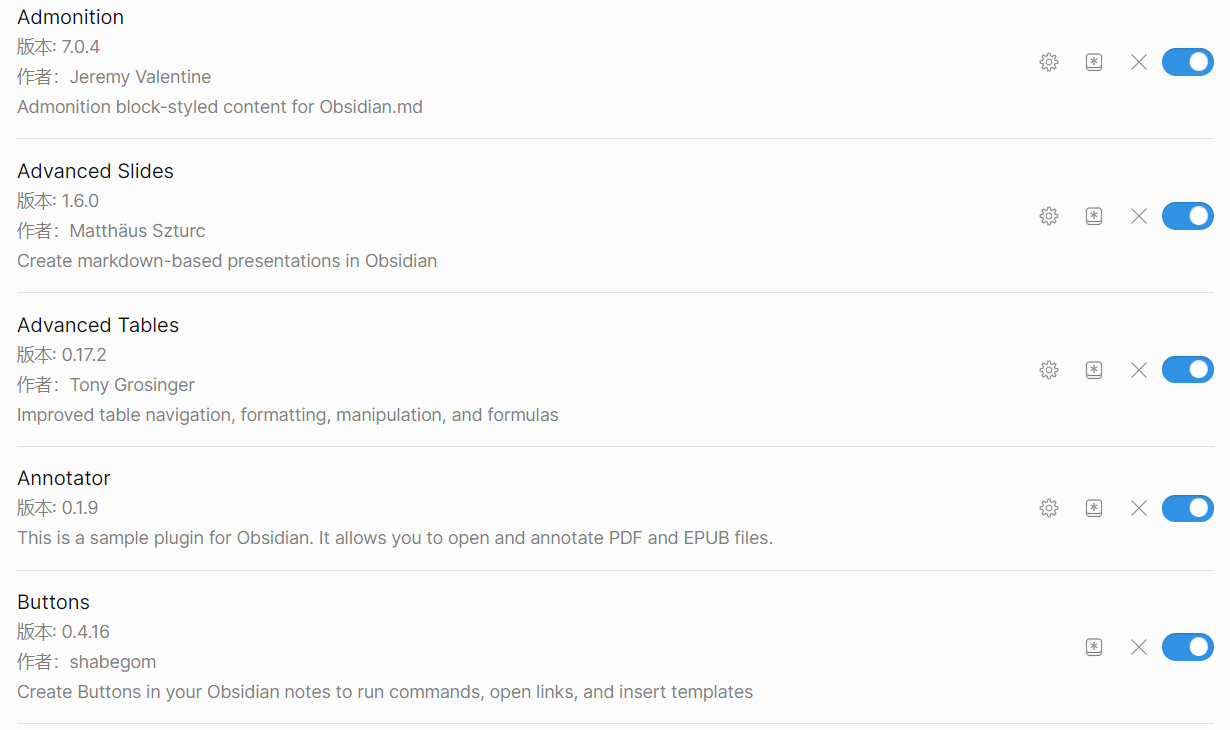 Admonition
版本: 7.0.4
作者：Jeremy Valentine
Admonition block-styled content for Obsidian.md
Advanced Slides
版本: 1.6.0
作者：Matthäus Szturc
Create markdown-based presentations in Obsidian
Advanced Tables
版本: 0.17.2
作者：Tony Grosinger
Improved table navigation, formatting, manipulation, and formulas
Annotator
版本: 0.1.9
This is a sample plugin for Obsidian. It allows you to open and annotate PDF and EPUB files.
Buttons
版本: 0.4.16
作者：shabegom
Create Buttons in your Obsidian notes to run commands, open links, and insert templates